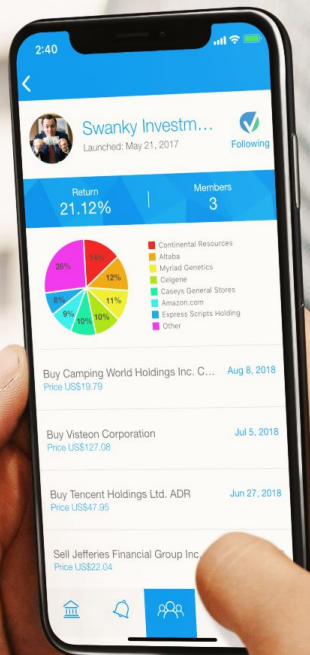 2:40
Swanky Investm...
Launched: May 21, 2017
Following
Return
21.12%
Members
3
14%
12%
11%
10%
10%
9%
8%
26%
Continental Resources
Altaba
Myriad Genetics
Celgene
Caseys General Stores
Amazon.com
Express Scripts Holding
Other
Buy Camping World Holdings Inc. C... Aug 8, 2018
Price US$19.79
Buy Visteon Corporation Jul 5, 2018
Price US$127.08
Buy Tencent Holdings Ltd. ADR Jun 27, 2018
Price US$47.95
Sell Jefferies Financial Group Inc.
Price US$22.04